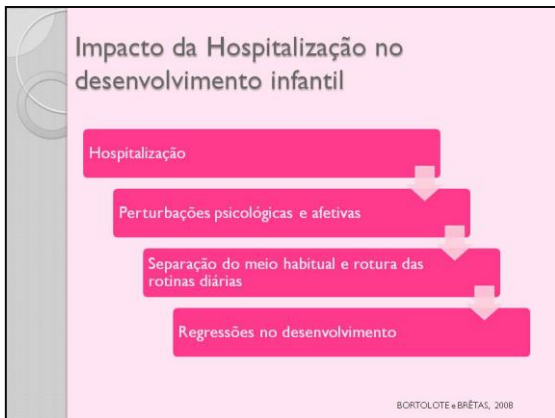 Impacto da Hospitalização no
desenvolvimento infantil
Hospitalização
Perturbações psicológicas e afetivas
Separação do meio habitual e rotura das
rotinas diárias
Regressões no desenvolvimento
BORTOLOTE e BRÊTAS, 2008